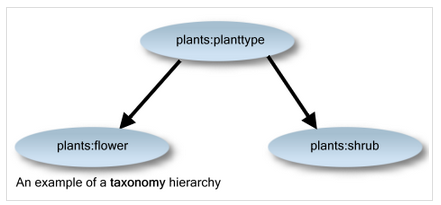 plants:planttype
plants:flower
plants:shrub
An example of a taxonomy hierarchy